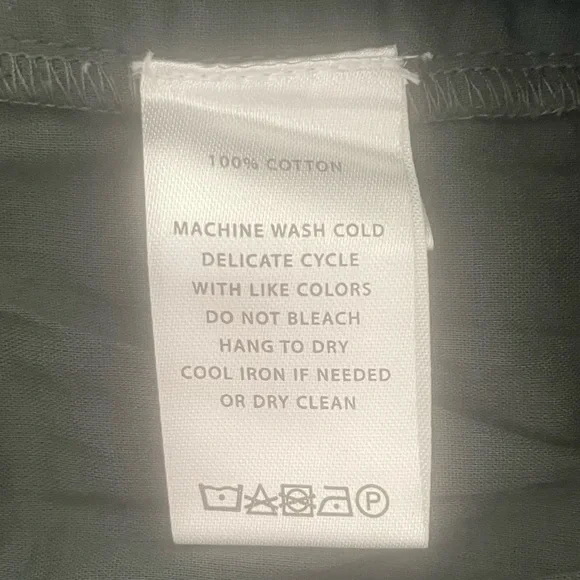 100% COTTON
MACHINE WASH COLD
DELICATE CYCLE
WITH LIKE COLORS
DO NOT BLEACH
HANG TO DRY
COOL IRON IF NEEDED
OR DRY CLEAN
P